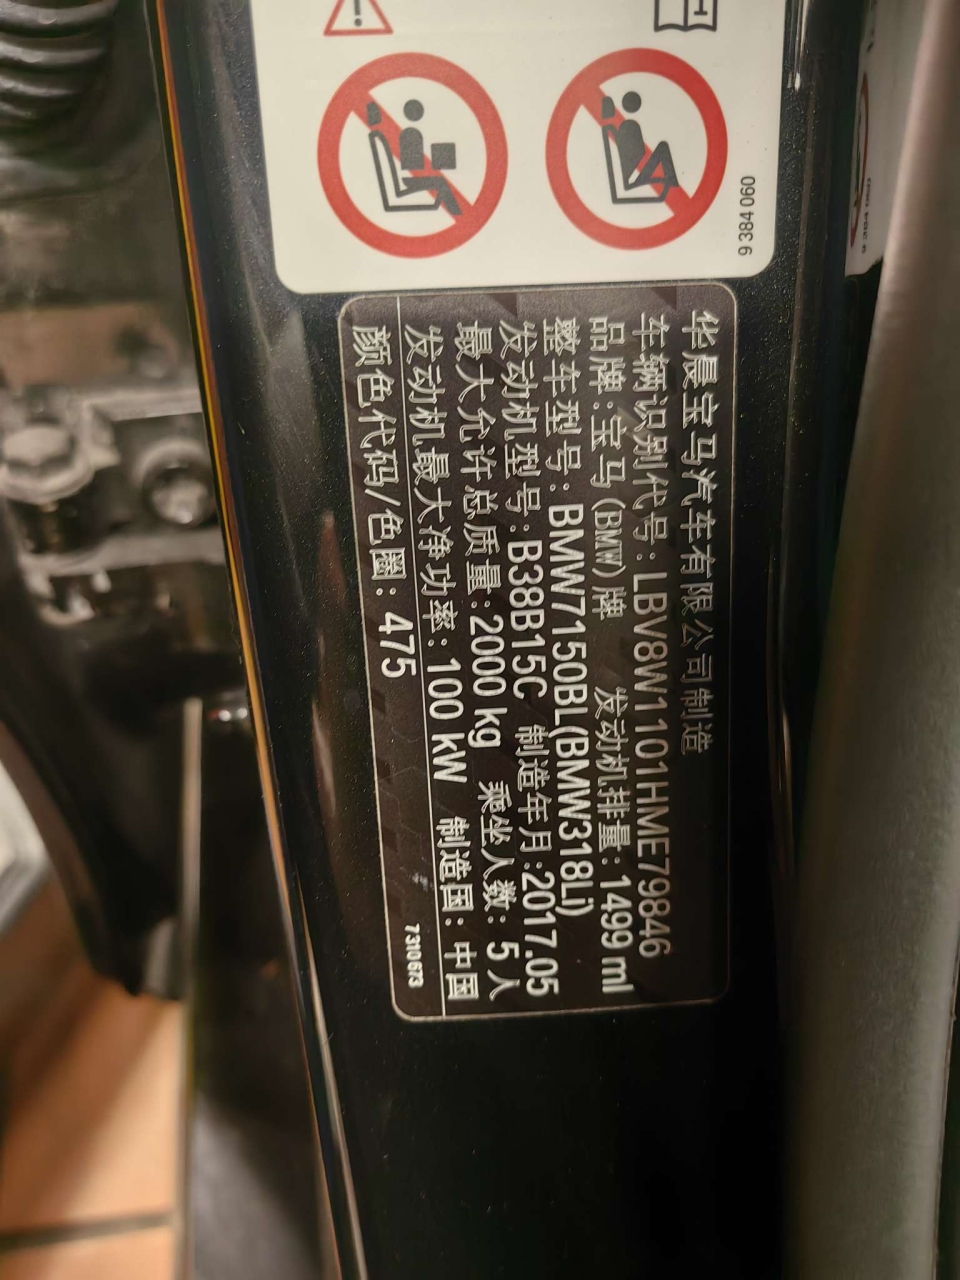 9 384 060
华晨宝马汽车有限公司制造
车辆识别代号: LBV8W1101HME79846
品牌:宝马(BMW)牌 发动机排量: 1499 ml
整车型号: BMW7150BL(BMW318Li)
发动机型号: B38B15C 制造年月:2017.05
最大允许总质量:2000 kg 乘坐人数: 5人
发动机最大净功率: 100 kW 制造国: 中国
颜色代码/色圈: 475
7310673